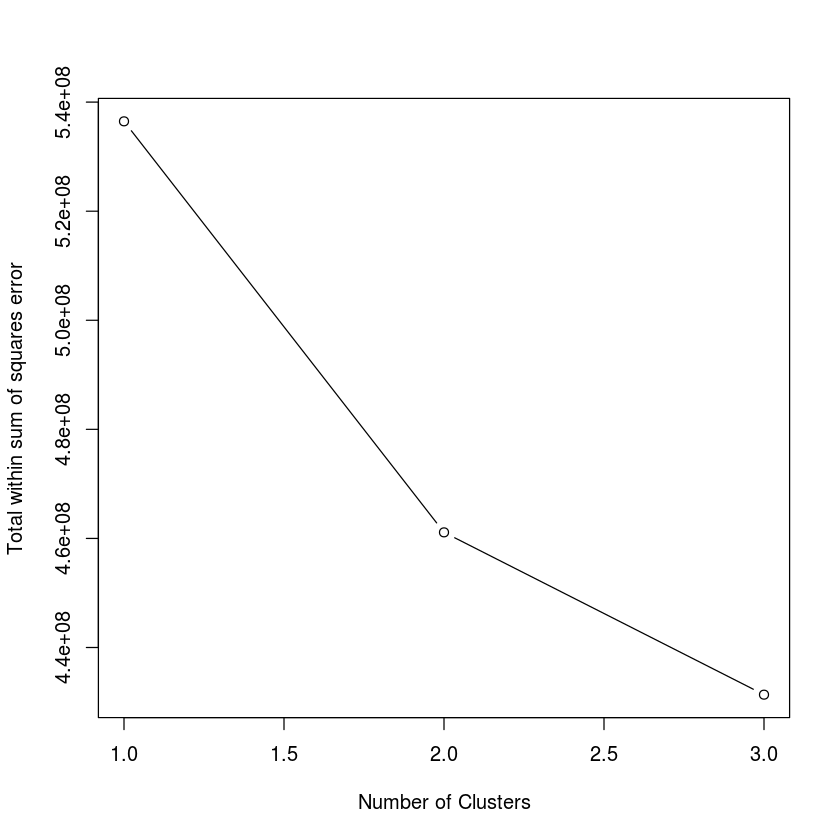 Total within sum of squares error
5.4e+08
5.2e+08
5.0e+08
4.8e+08
4.6e+08
4.4e+08
1.0 1.5 2.0 2.5 3.0
Number of Clusters